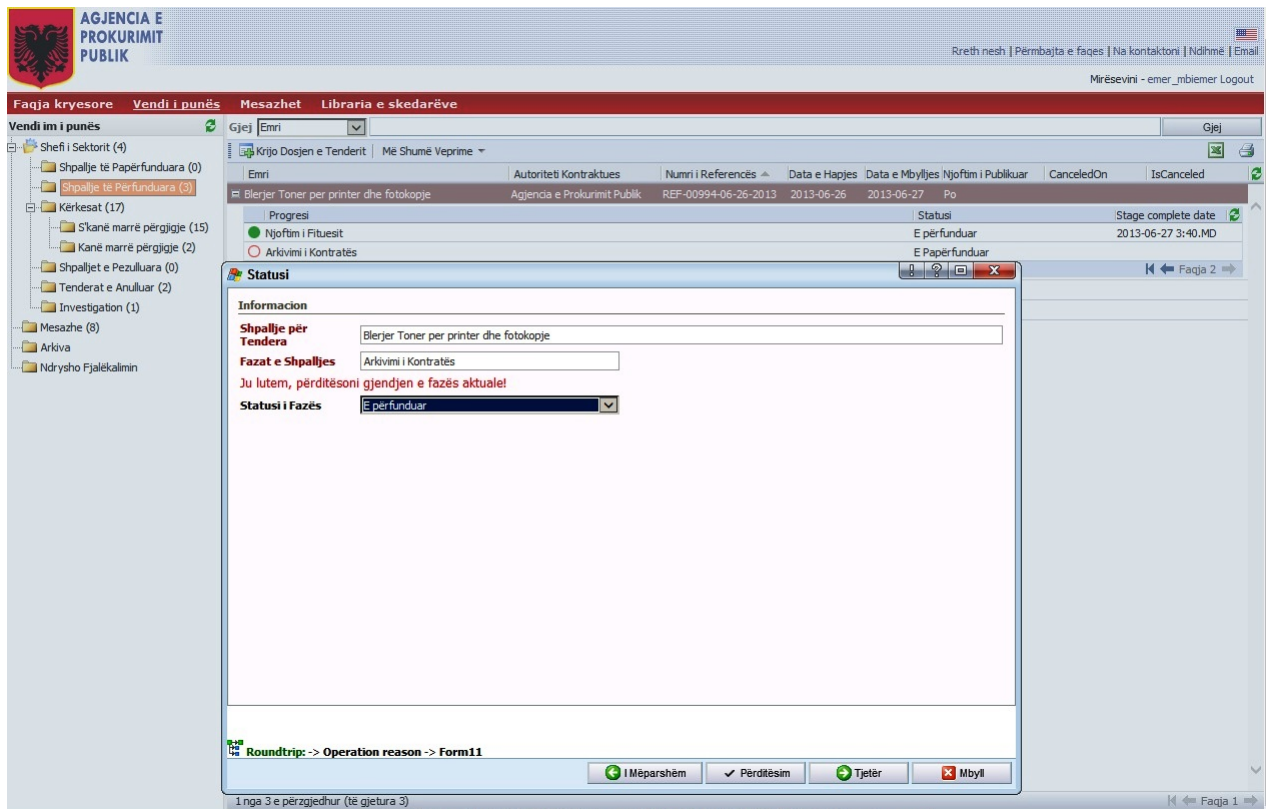 AGJENCIA E
PROKURIMIT
PUBLIK
Rreth nesh | Përmbajta e faqes | Na kontaktoni | Ndihmë | Email
Mirësevini - emer_mbiemer Logout
Faqja kryesore Vendi i punës Mesazhet Libraria e skedarëve
Vendi im i punës
Gjej Emri Gjej
Shefi i Sektorit (4)
Shpallje të Papërfunduara (0)
Shpallje të Përfunduara (3)
Kërkesat (17)
S'kanë marrë përgjigje (15)
Kanë marrë përgjigje (2)
Shpalljet e Pezulluara (0)
Tenderat e Anulluar (2)
Investigation (1)
Mesazhe (8)
Arkiva
Ndrysho Fjalëkalimin
Krijo Dosjen e Tenderit | Më Shumë Veprime
Emri Autoriteti Kontraktues Numri i Referencës Data e Hapjes Data e Mbylljes Njoftim i Publikuar CanceledOn IsCanceled
Blerjer Toner per printer dhe fotokopje Agjencia e Prokurimit Publik REF-00994-06-26-2013 2013-06-26 2013-06-27 Po
Progresi Statusi Stage complete date
Njoftim i Fituesit E përfunduar 2013-06-27 3:40.MD
Arkivimi i Kontratës E Papërfunduar
Faqja 2
Statusi
Informacion
Shpallje për
Tendera
Blerjer Toner per printer dhe fotokopje
Fazat e Shpalljes Arkivimi i Kontratës
Ju lutem, përditësoni gjendjen e fazës aktuale!
Statusi i Fazës E përfunduar
Roundtrip: -> Operation reason -> Form11
I Mëparshëm Përditësim Tjetër Mbyll
1 nga 3 e përzgjedhur (të gjetura 3) Faqja 1